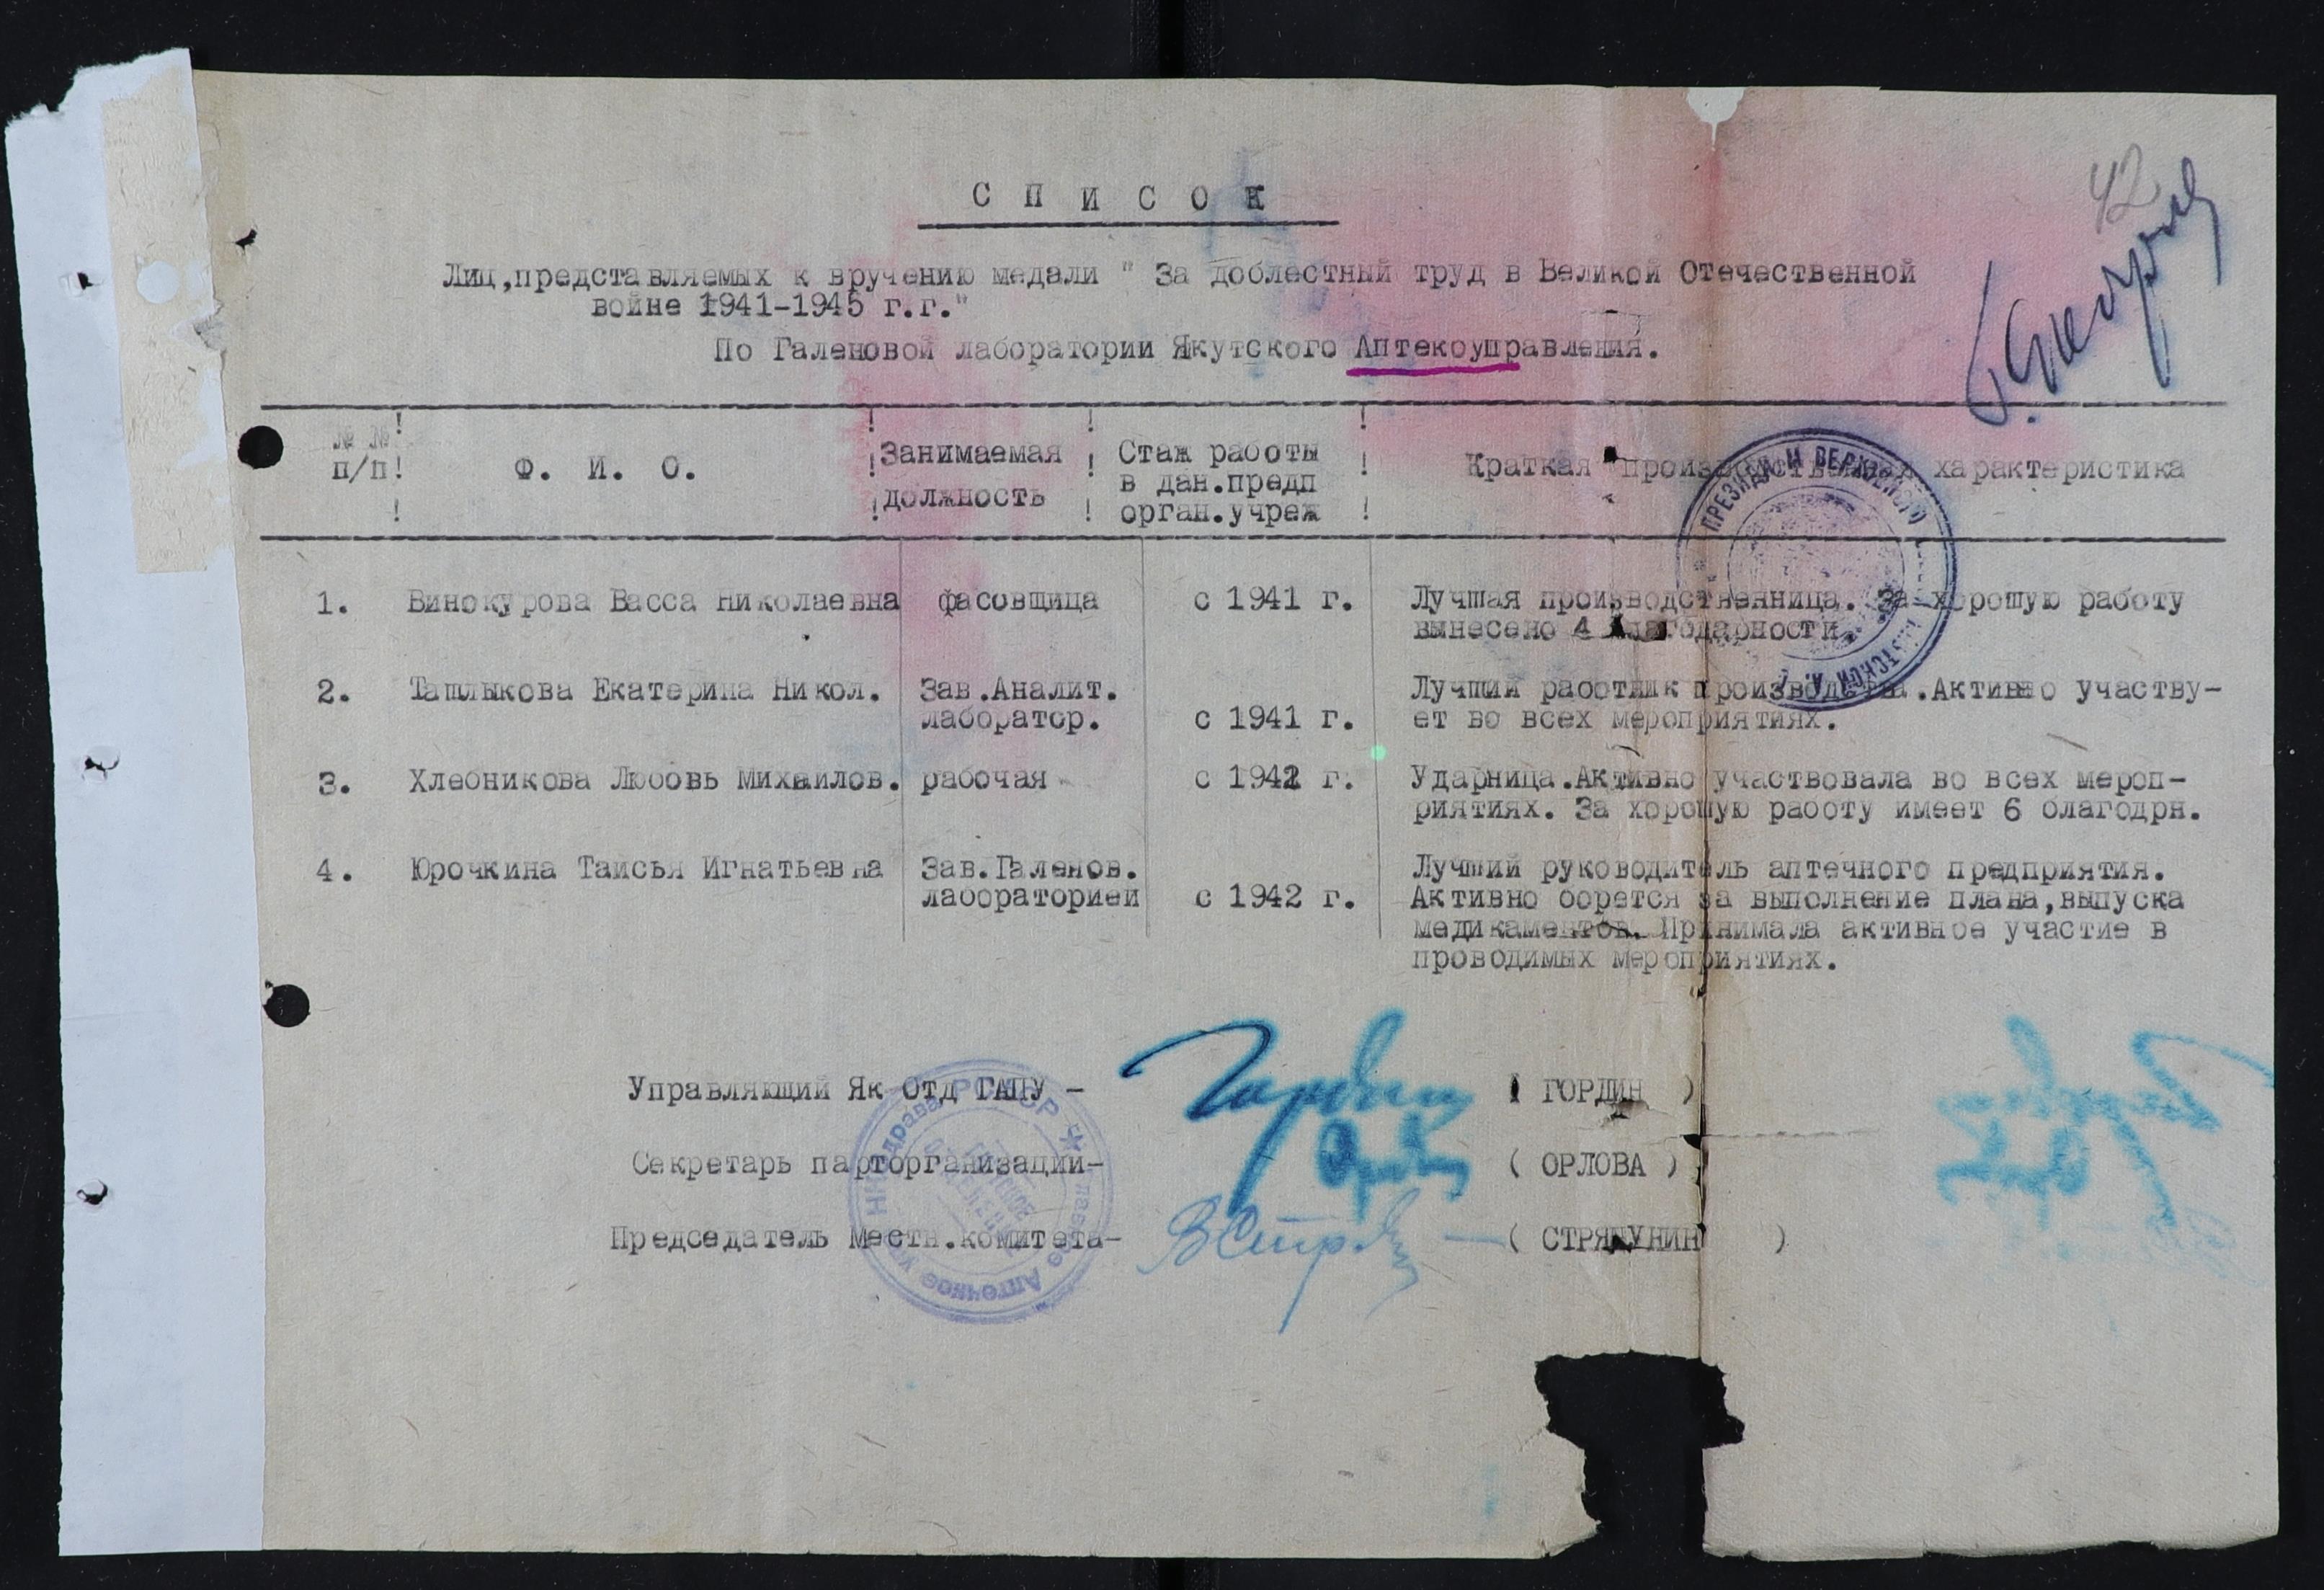 42
С П И С О К
Лиц,представляемых к вручению медали " За доблестный труд в Великой Отечественной
войне 1941-1945 г.г."
По Галеновой лаборатории Якутского Аптекоуправления.
№ № п/п ! Ф. И. О. ! Занимаемая должность ! Стаж работы в дан.предп орган.учреж ! Краткая производственная характеристика
1. Винокурова Васса Николаевна фасовщица с 1941 г. Лучшая производственница. За хорошую работу
вынесено 4 благодарности
2. Ташлыкова Екатерина Никол. Зав.Аналит. Лучший работник производства.Активно участву-
лаборатор. с 1941 г. ет во всех мероприятиях.
3. Хлебникова Любовь Михаилов. рабочая с 1942 г. Ударница.Активно участвовала во всех мероп-
риятиях. За хорошую работу имеет 6 благодрн.
4. Юрочкина Таисья Игнатьевна Зав.Галенов. Лучший руководитель аптечного предприятия.
лабораторией с 1942 г. Активно борется за выполнение плана,выпуска
медикаментов. Принимала активное участие в
проводимых мероприятиях.
Управляющий Як Отд ГАПУ - ( ГОРДИН )
Секретарь парторганизации- ( ОРЛОВА )
Председатель Местн.комитета- ( СТРЯПУНИН )
ПРЕЗИДИУМ ВЕРХОВНОГО